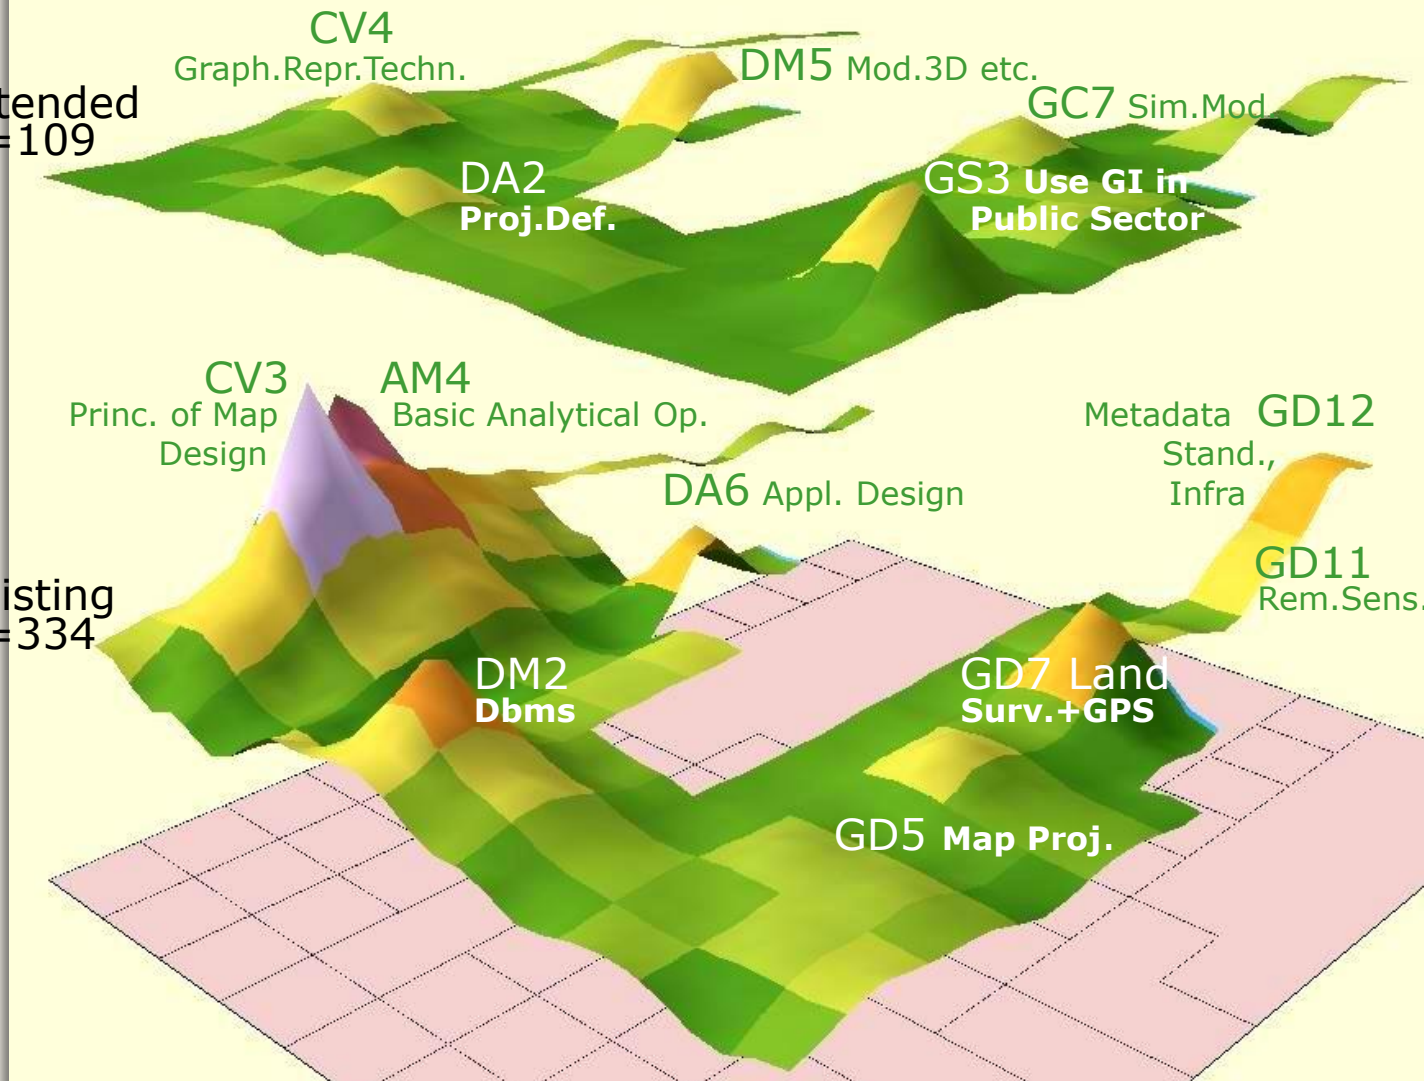 CV4
Graph.Repr.Techn.
DM5 Mod.3D etc.
tended
=109
GC7 Sim.Mod
DA2
Proj.Def.
GS3 Use GI in
Public Sector
CV3
Princ. of Map
Design
AM4
Basic Analytical Op.
Metadata GD12
Stand.,
Infra
DA6 Appl. Design
GD11
Rem.Sens.
isting
=334
DM2
Dbms
GD7 Land
Surv.+GPS
GD5 Map Proj.